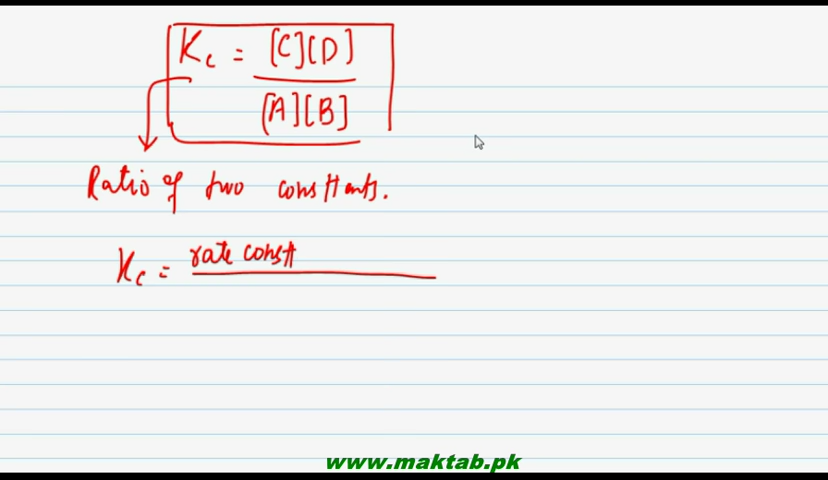 Kc = [C][D]
[A][B]
Ratio of two constants.
Kc = rate const
www.maktab.pk